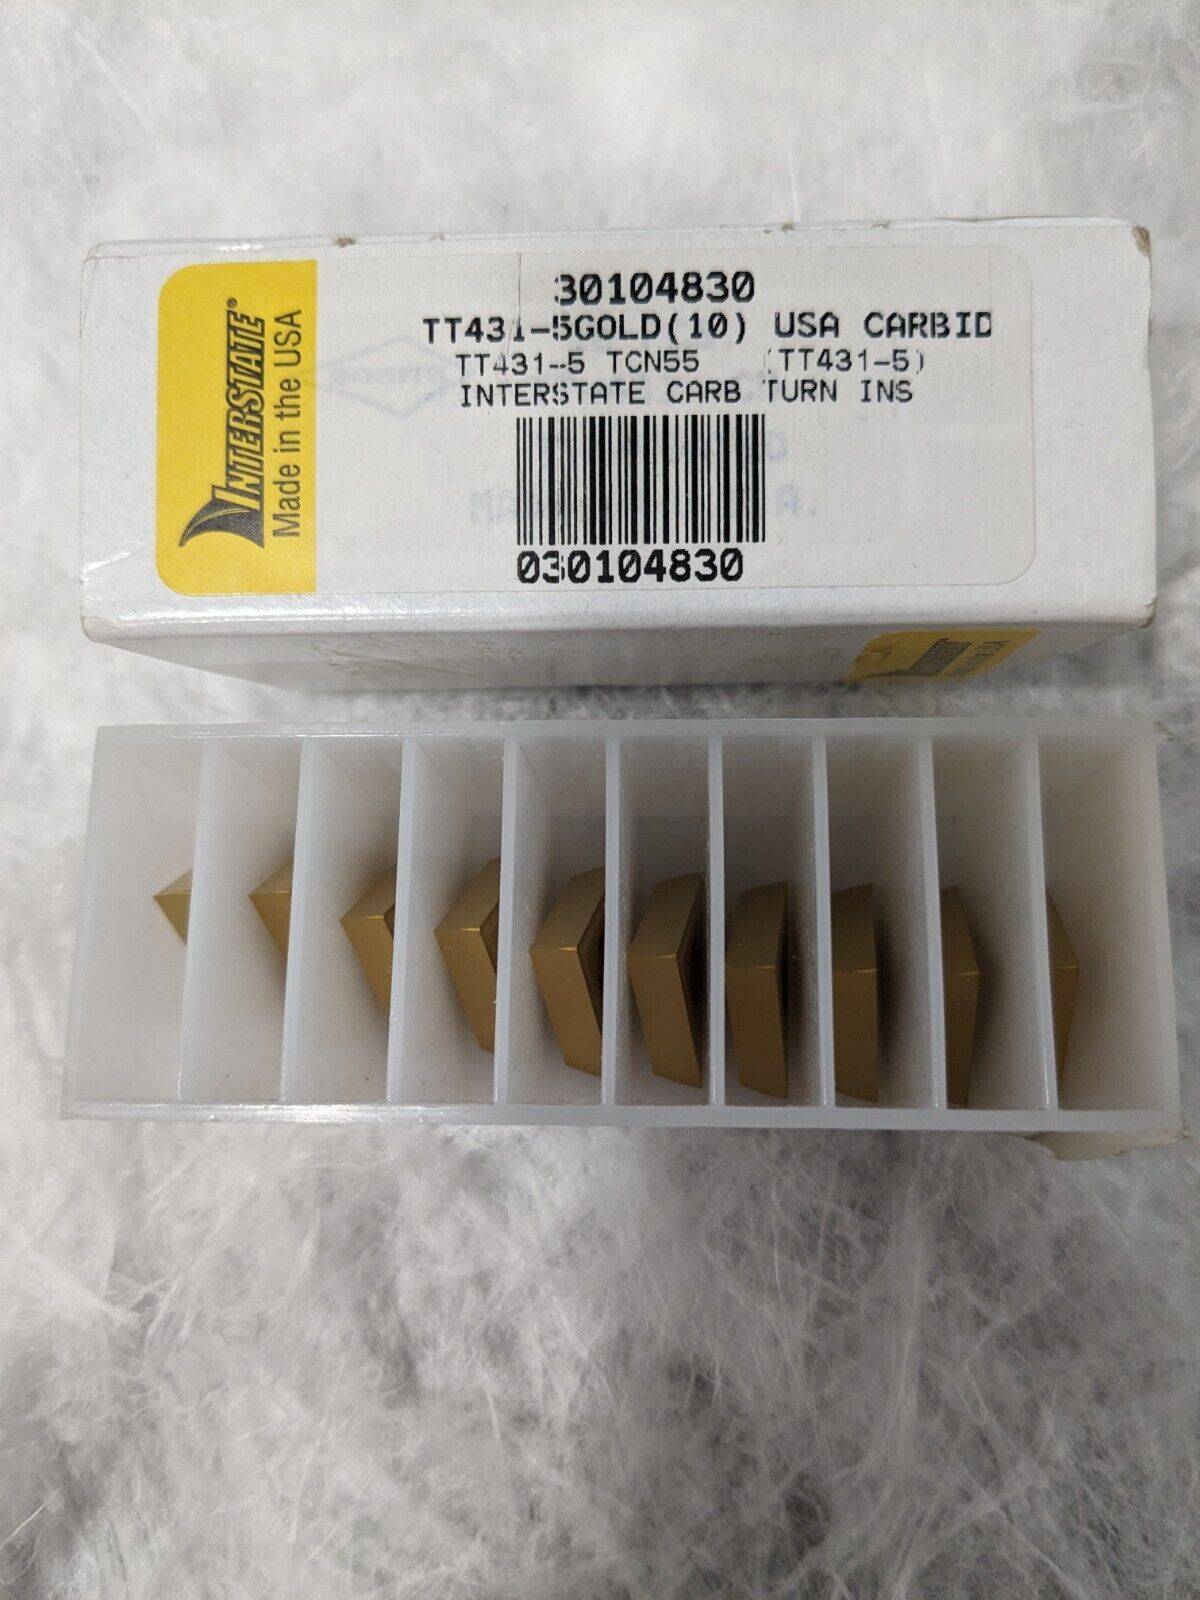 INTERSTATE®
Made in the USA
30104830
TT431-5GOLD(10) USA CARBID
TT431-5 TCN55 (TT431-5)
INTERSTATE CARB TURN INS
030104830